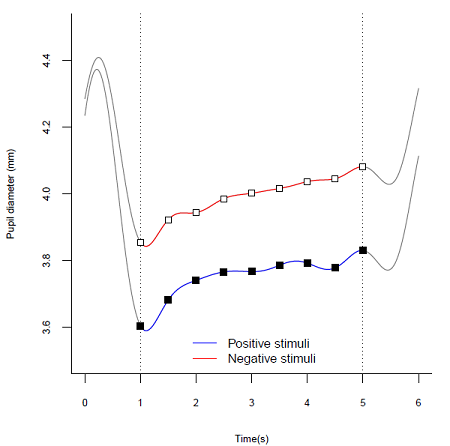 4.4
4.2
4.0
3.8
3.6
Pupil diameter (mm)
Positive stimuli
Negative stimuli
0 1 2 3 4 5 6
Time(s)